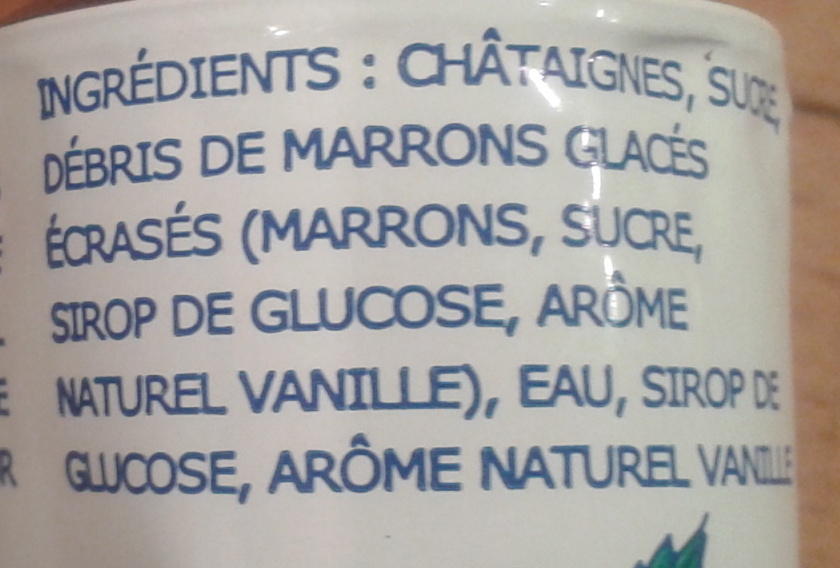 INGRÉDIENTS : CHÂTAIGNES, SUCRE,
DÉBRIS DE MARRONS GLACÉS
ÉCRASÉS (MARRONS, SUCRE,
SIROP DE GLUCOSE, ARÔME
NATUREL VANILLE), EAU, SIROP DE
GLUCOSE, ARÔME NATUREL VANILLE